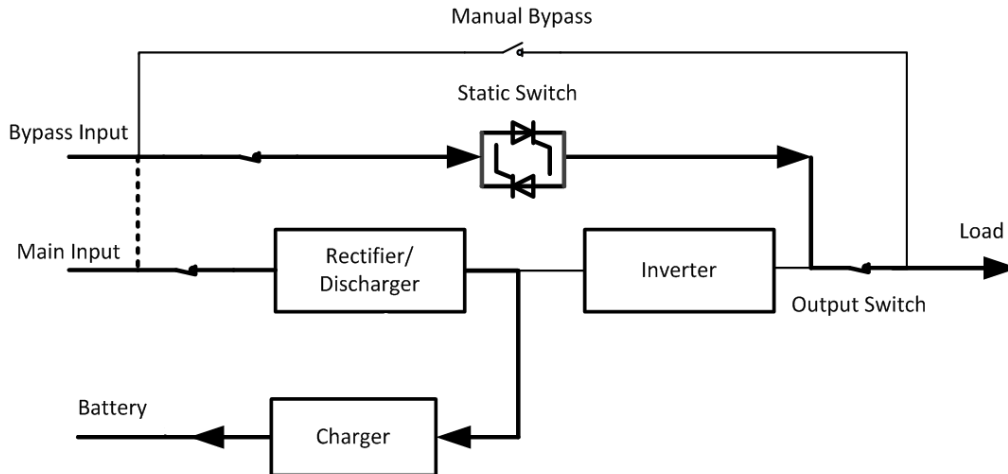 Manual Bypass
Static Switch
Bypass Input
Main Input
Rectifier/
Discharger
Inverter
Load
Output Switch
Battery
Charger